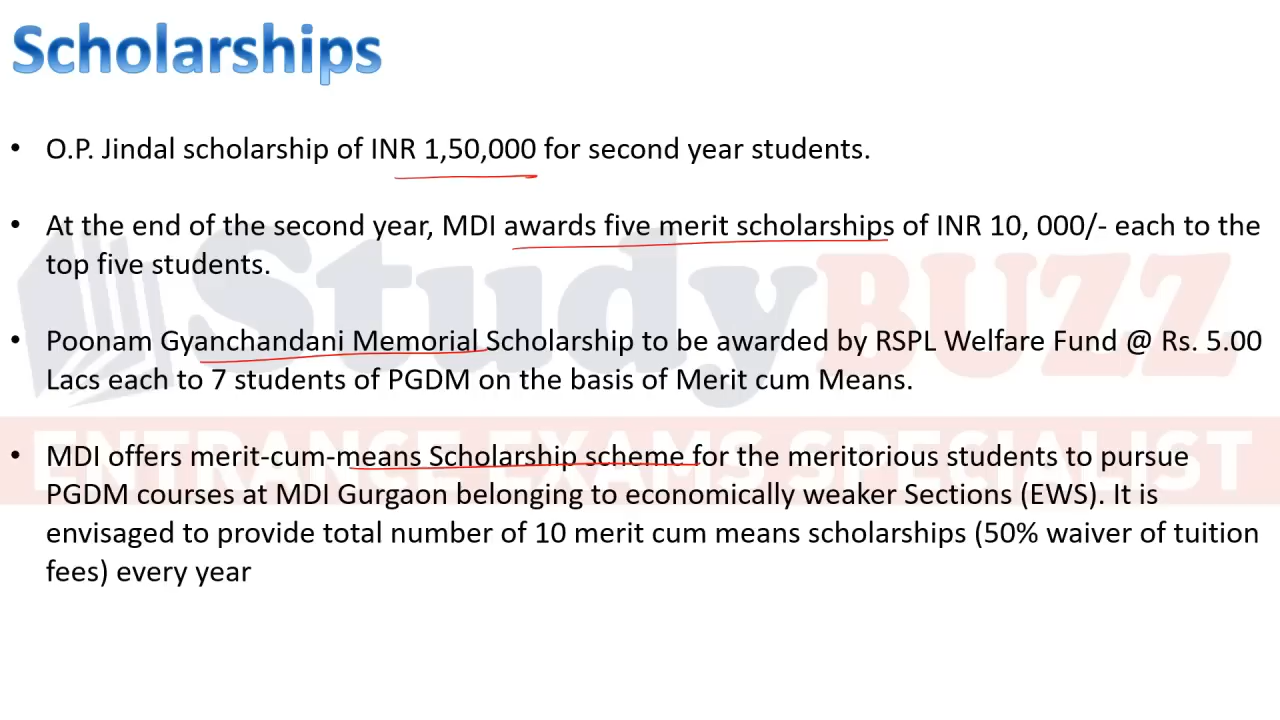 Scholarships
• O.P. Jindal scholarship of INR 1,50,000 for second year students.
• At the end of the second year, MDI awards five merit scholarships of INR 10, 000/- each to the
top five students.
• Poonam Gyanchandani Memorial Scholarship to be awarded by RSPL Welfare Fund @ Rs. 5.00
Lacs each to 7 students of PGDM on the basis of Merit cum Means.
• MDI offers merit-cum-means Scholarship scheme for the meritorious students to pursue
PGDM courses at MDI Gurgaon belonging to economically weaker Sections (EWS). It is
envisaged to provide total number of 10 merit cum means scholarships (50% waiver of tuition
fees) every year
StudyBUZZ
ENTRANCE EXAMS SPECIALIST